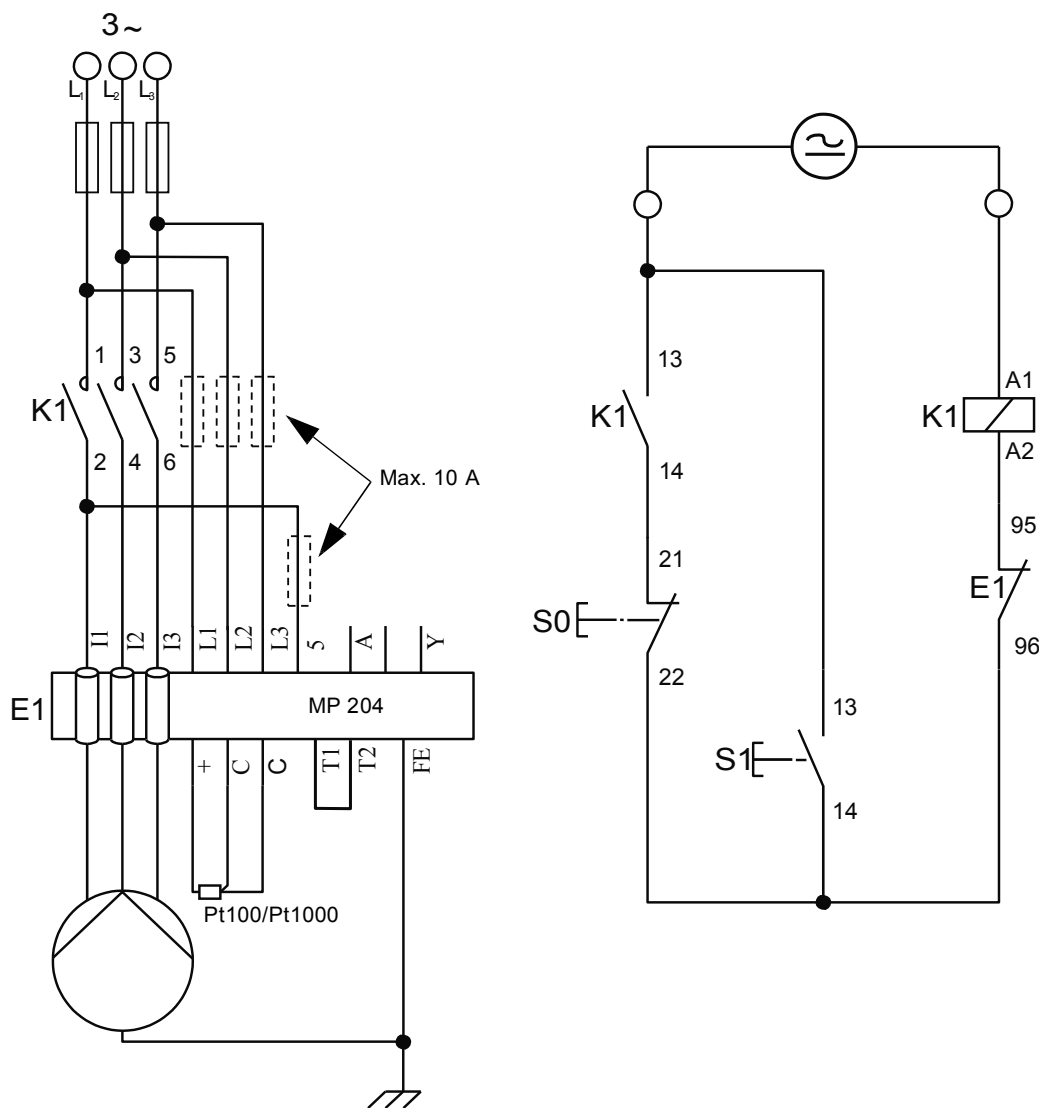 3~
L1
L2
L3
1
3
5
K1
2
4
6
Max. 10 A
I1
I2
I3
L1
L2
L3
5
A
Y
E1
MP 204
+
C
C
T1
T2
FE
Pt100/Pt1000
13
K1
14
21
S0
22
13
S1
14
A1
K1
A2
95
E1
96